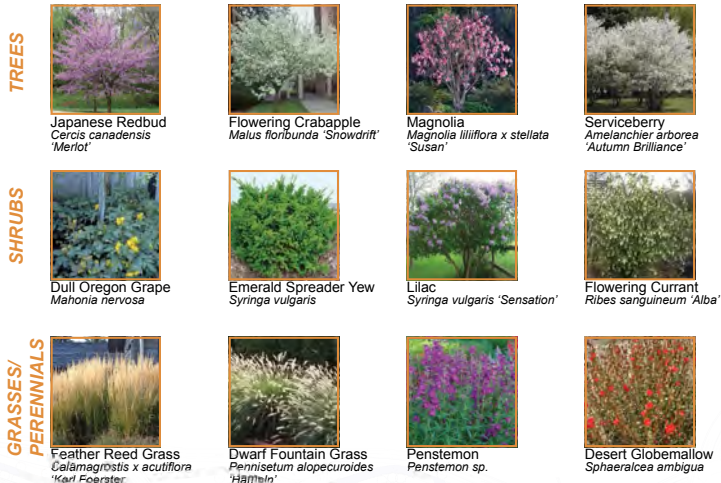 TREES
Japanese Redbud
Cercis canadensis
‘Merlot’
Flowering Crabapple
Malus floribunda ‘Snowdrift’
Magnolia
Magnolia liliiflora x stellata
‘Susan’
Serviceberry
Amelanchier arborea
‘Autumn Brilliance’
SHRUBS
Dull Oregon Grape
Mahonia nervosa
Emerald Spreader Yew
Syringa vulgaris
Lilac
Syringa vulgaris ‘Sensation’
Flowering Currant
Ribes sanguineum ‘Alba’
GRASSES/
PERENNIALS
Feather Reed Grass
Calamagrostis x acutiflora
‘Karl Foerster
Dwarf Fountain Grass
Pennisetum alopecuroides
‘Hameln’
Penstemon
Penstemon sp.
Desert Globemallow
Sphaeralcea ambigua